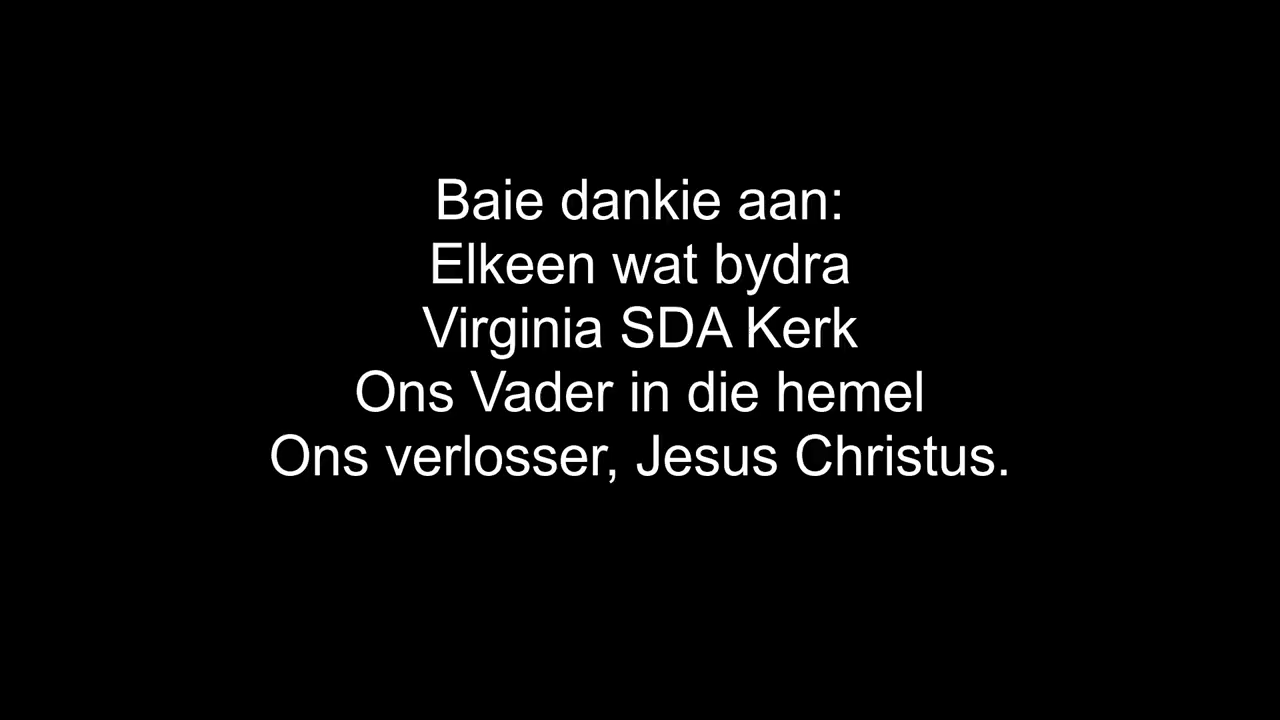 Baie dankie aan:
Elkeen wat bydra
Virginia SDA Kerk
Ons Vader in die hemel
Ons verlosser, Jesus Christus.